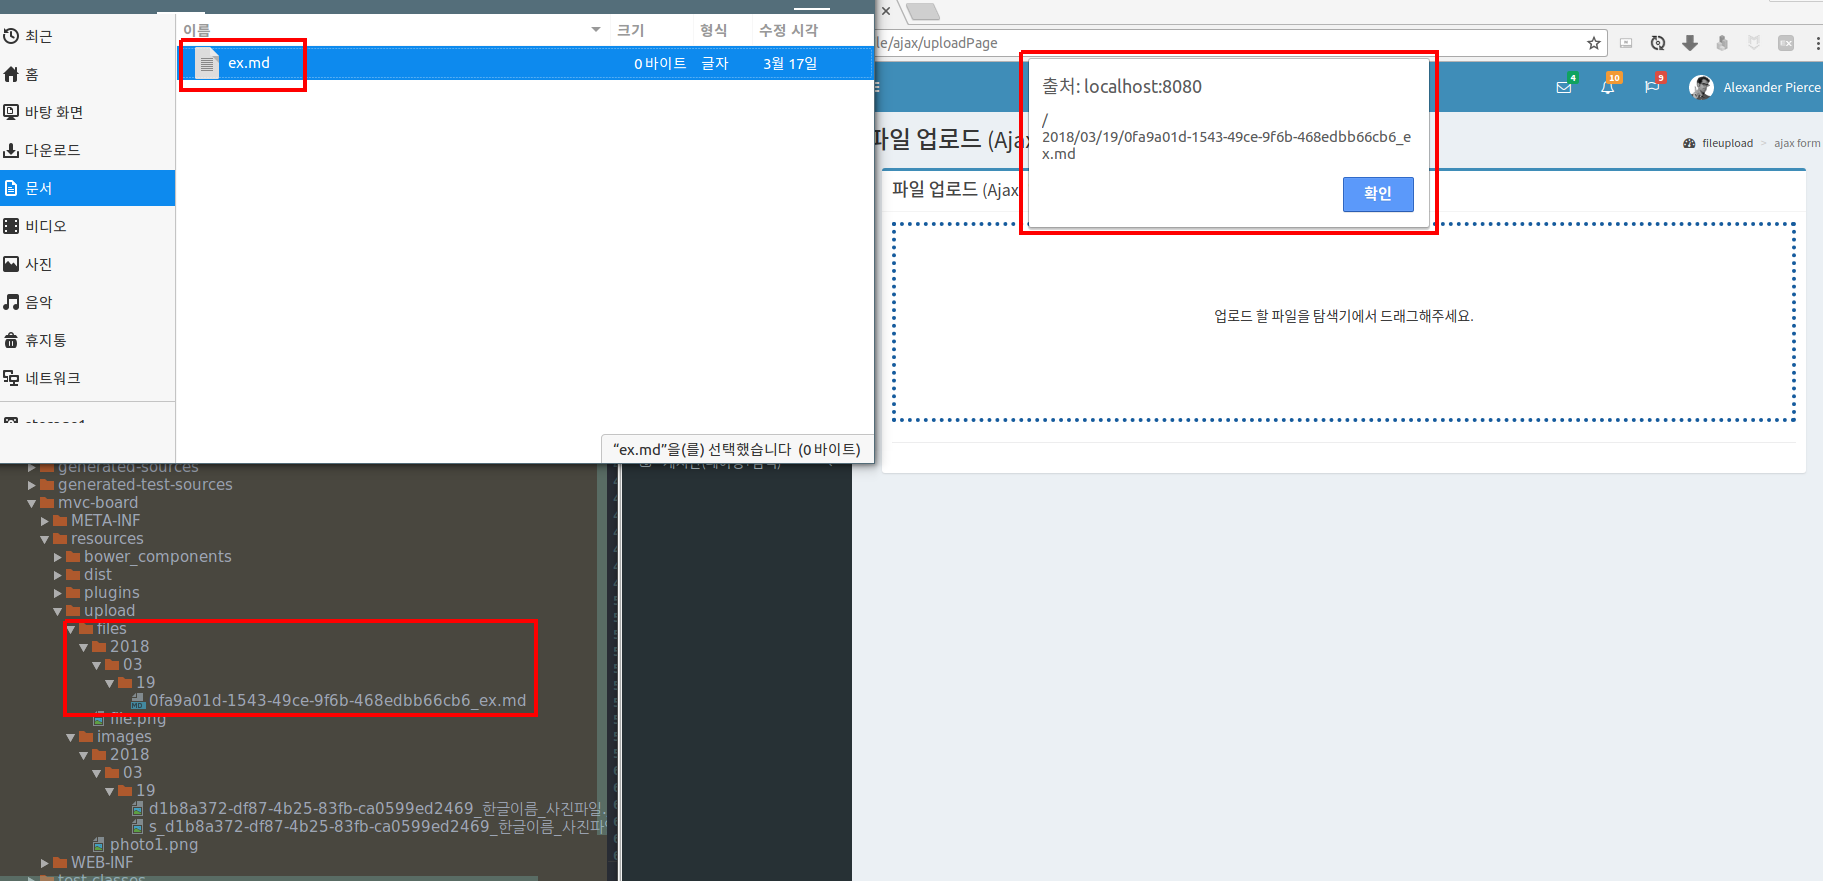 이름
크기
형식
수정 시각
최근
홈
바탕 화면
다운로드
문서
비디오
사진
음악
휴지통
네트워크
ex.md
0 바이트
글자
3월 17일
“ex.md”을(를) 선택했습니다 (0 바이트)
le/ajax/uploadPage
4
10
9
Alexander Pierce
파일 업로드 (Ajax
fileupload > ajax form
출처: localhost:8080
/
2018/03/19/0fa9a01d-1543-49ce-9f6b-468edbb66cb6_e
x.md
확인
파일 업로드 (Ajax
업로드 할 파일을 탐색기에서 드래그해주세요.
generated-sources
generated-test-sources
mvc-board
META-INF
resources
bower_components
dist
plugins
upload
files
2018
03
19
0fa9a01d-1543-49ce-9f6b-468edbb66cb6_ex.md
file.png
images
2018
03
19
d1b8a372-df87-4b25-83fb-ca0599ed2469_한글이름_사진파일.
s_d1b8a372-df87-4b25-83fb-ca0599ed2469_한글이름_사진파
photo1.png
WEB-INF
test-classes